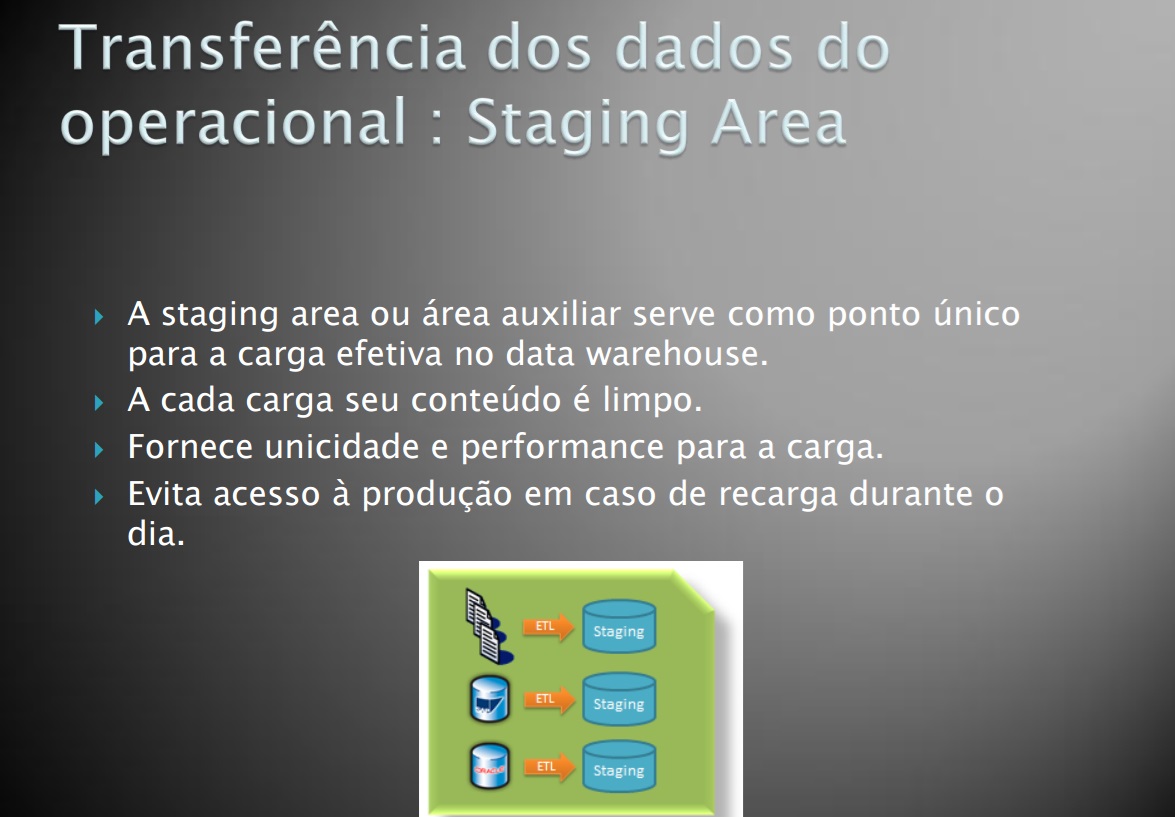 Transferência dos dados do
operacional : Staging Area
A staging area ou área auxiliar serve como ponto único
para a carga efetiva no data warehouse.
A cada carga seu conteúdo é limpo.
Fornece unicidade e performance para a carga.
Evita acesso à produção em caso de recarga durante o
dia.
ETL
Staging
SAP
ETL
Staging
ORACLE
ETL
Staging